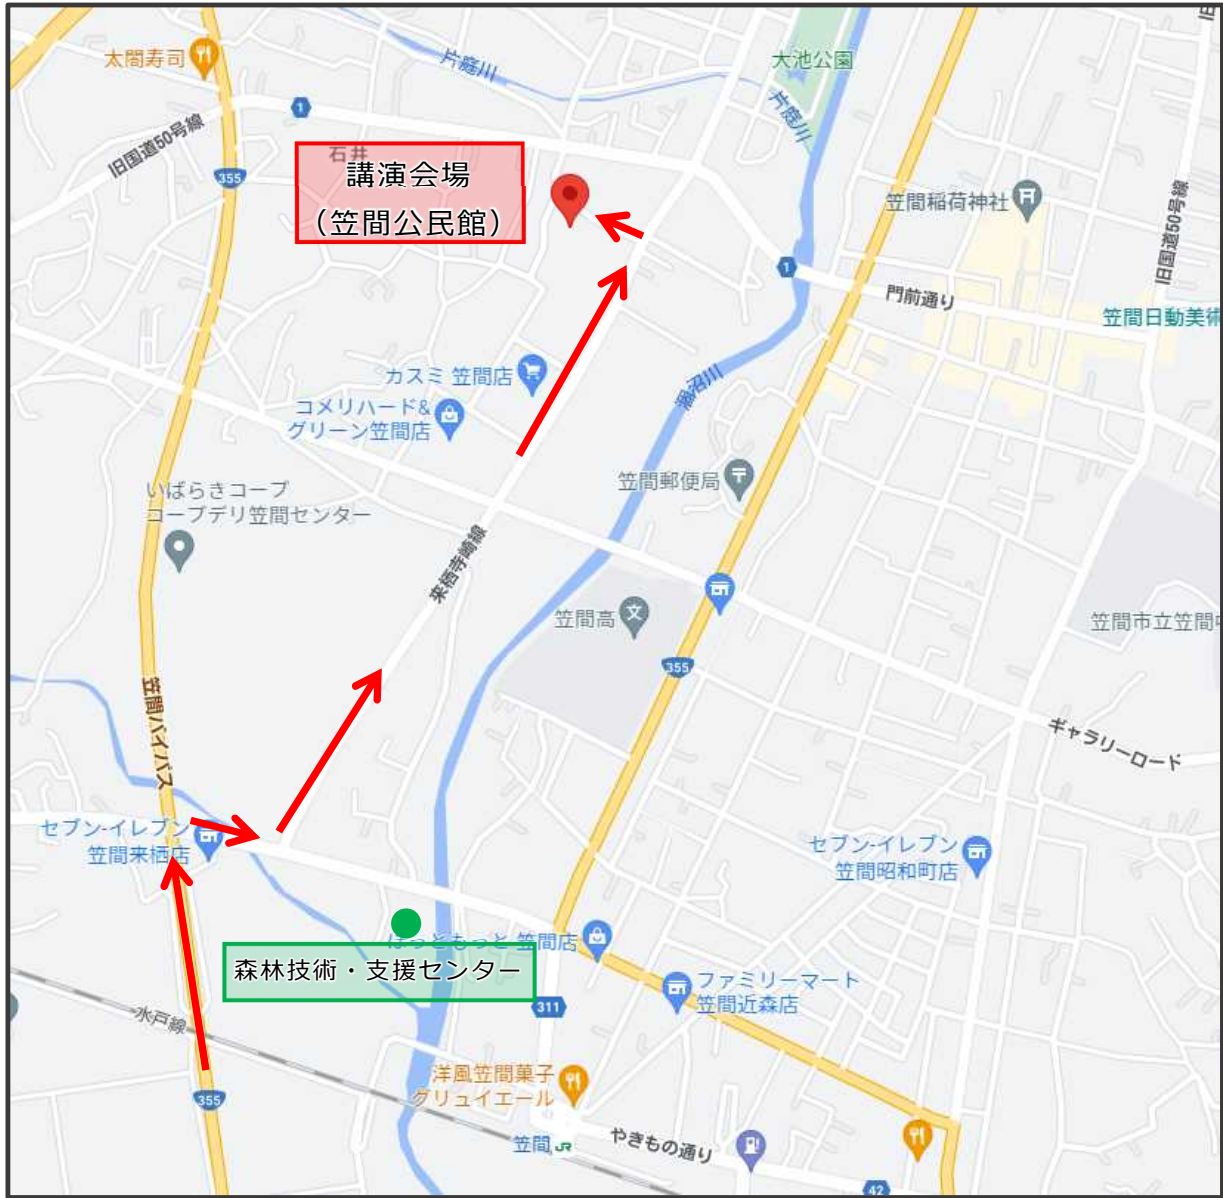 太閤寿司
片庭川
大池公園
旧国道50号線
1
石井
片庭川
355
講演会場
(笠間公民館)
笠間稲荷神社
旧国道50号線
1
門前通り
笠間日動美術
カスミ 笠間店
コメリハード&
グリーン笠間店
涸沼川
笠間郵便局
いばらきコープ
コープデリ笠間センター
来栖寺崎線
笠間高
笠間市立笠間
355
笠間バイパス
ギャラリーロード
セブン-イレブン
笠間来栖店
セブン-イレブン
笠間昭和町店
ほっともっと 笠間店
森林技術・支援センター
ファミリーマート
笠間近森店
311
水戸線
洋風笠間菓子
グリュイエール
355
笠間 JR
やきもの通り
42